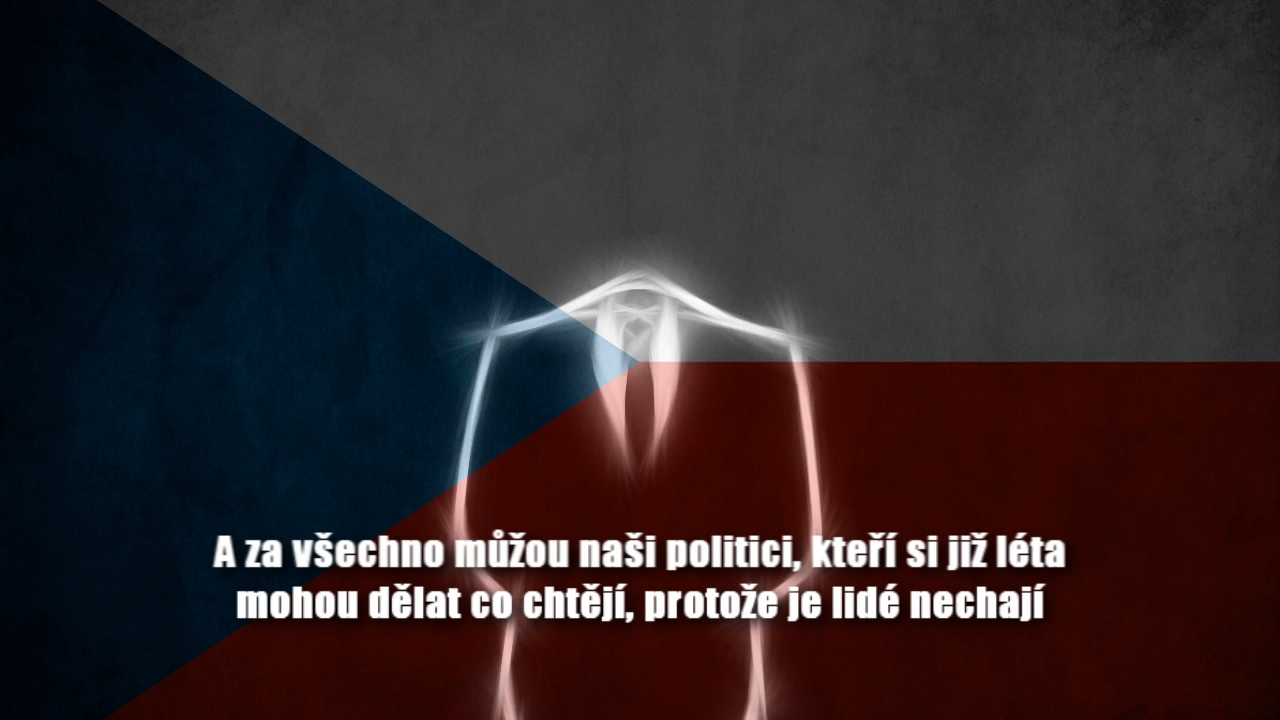 A za všechno můžou naši politici, kteří si již léta
mohou dělat co chtějí, protože je lidé nechají